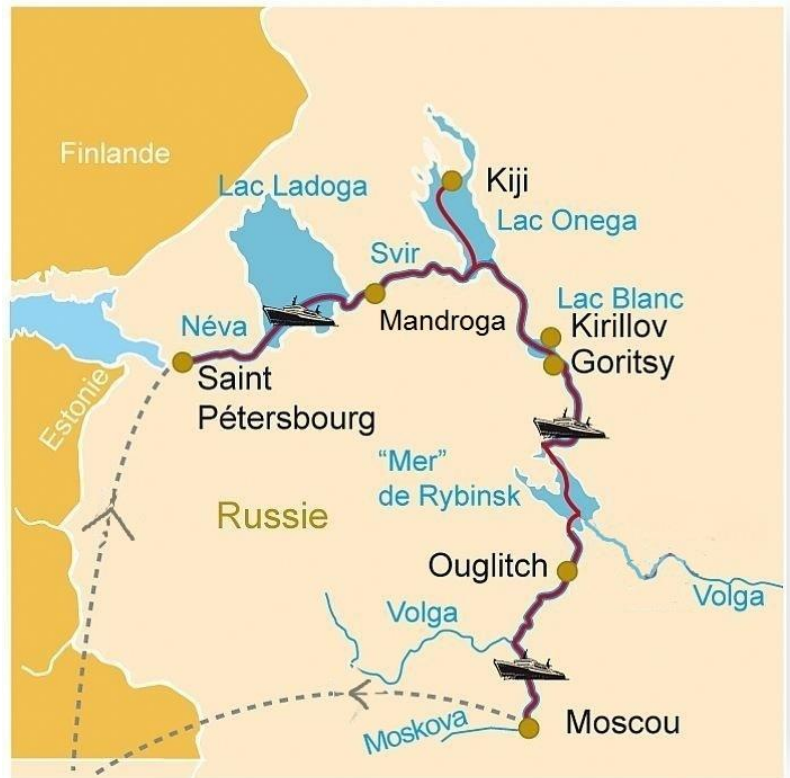 Finlande
Lac Ladoga
Kiji
Lac Onega
Svir
Néva
Mandroga
Lac Blanc
Kirillov
Goritsy
Saint
Pétersbourg
Estonie
"Mer"
de Rybinsk
Russie
Ouglitch
Volga
Volga
Moskova
Moscou